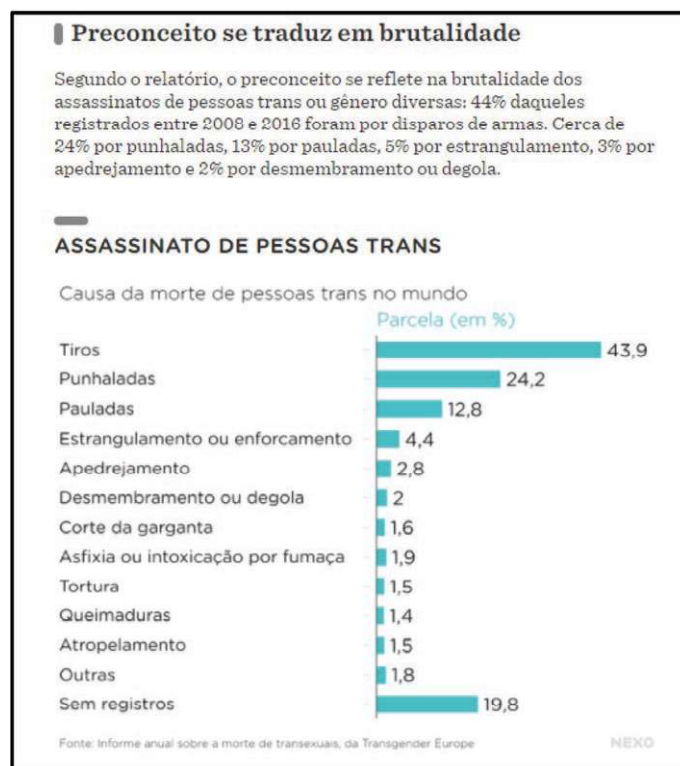 Preconceito se traduz em brutalidade
Segundo o relatório, o preconceito se reflete na brutalidade dos
assassinatos de pessoas trans ou gênero diversas: 44% daqueles
registrados entre 2008 e 2016 foram por disparos de armas. Cerca de
24% por punhaladas, 13% por pauladas, 5% por estrangulamento, 3% por
apedrejamento e 2% por desmembramento ou degola.
ASSASSINATO DE PESSOAS TRANS
Causa da morte de pessoas trans no mundo
Parcela (em %)
Tiros 43,9
Punhaladas 24,2
Pauladas 12,8
Estrangulamento ou enforcamento 4,4
Apedrejamento 2,8
Desmembramento ou degola 2
Corte da garganta 1,6
Asfixia ou intoxicação por fumaça 1,9
Tortura 1,5
Queimaduras 1,4
Atropelamento 1,5
Outras 1,8
Sem registros 19,8
Fonte: Informe anual sobre a morte de transexuais, da Transgender Europe NEXO